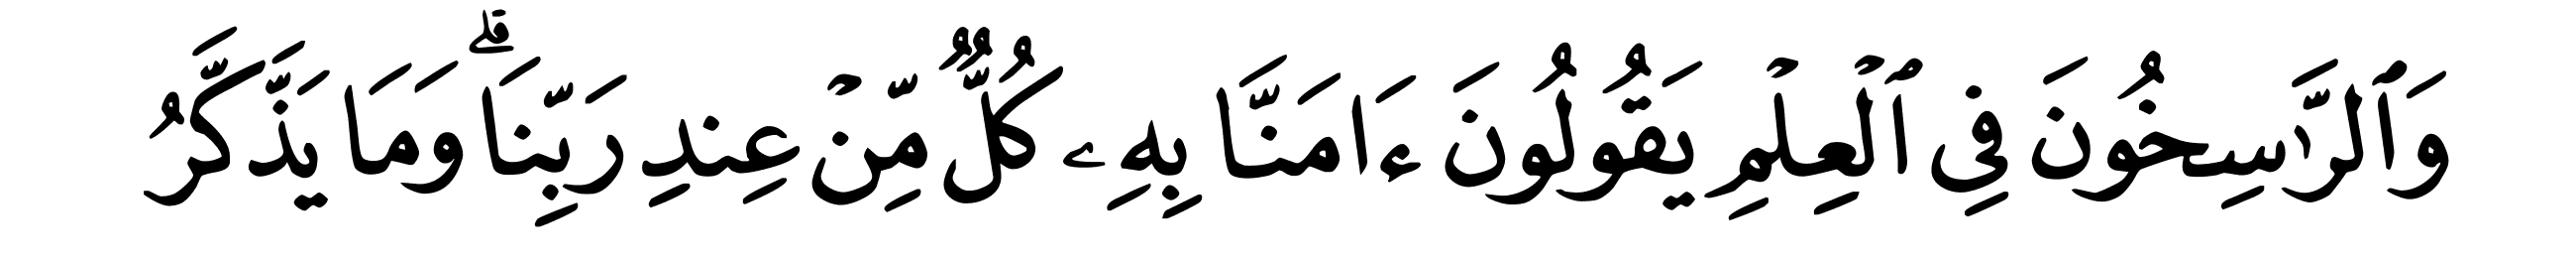 وَٱلرَّٰسِخُونَ فِي ٱلۡعِلۡمِ يَقُولُونَ ءَامَنَّا بِهِۦ كُلّٞ مِّنۡ عِندِ رَبِّنَاۗ وَمَا يَذَّكَّرُ